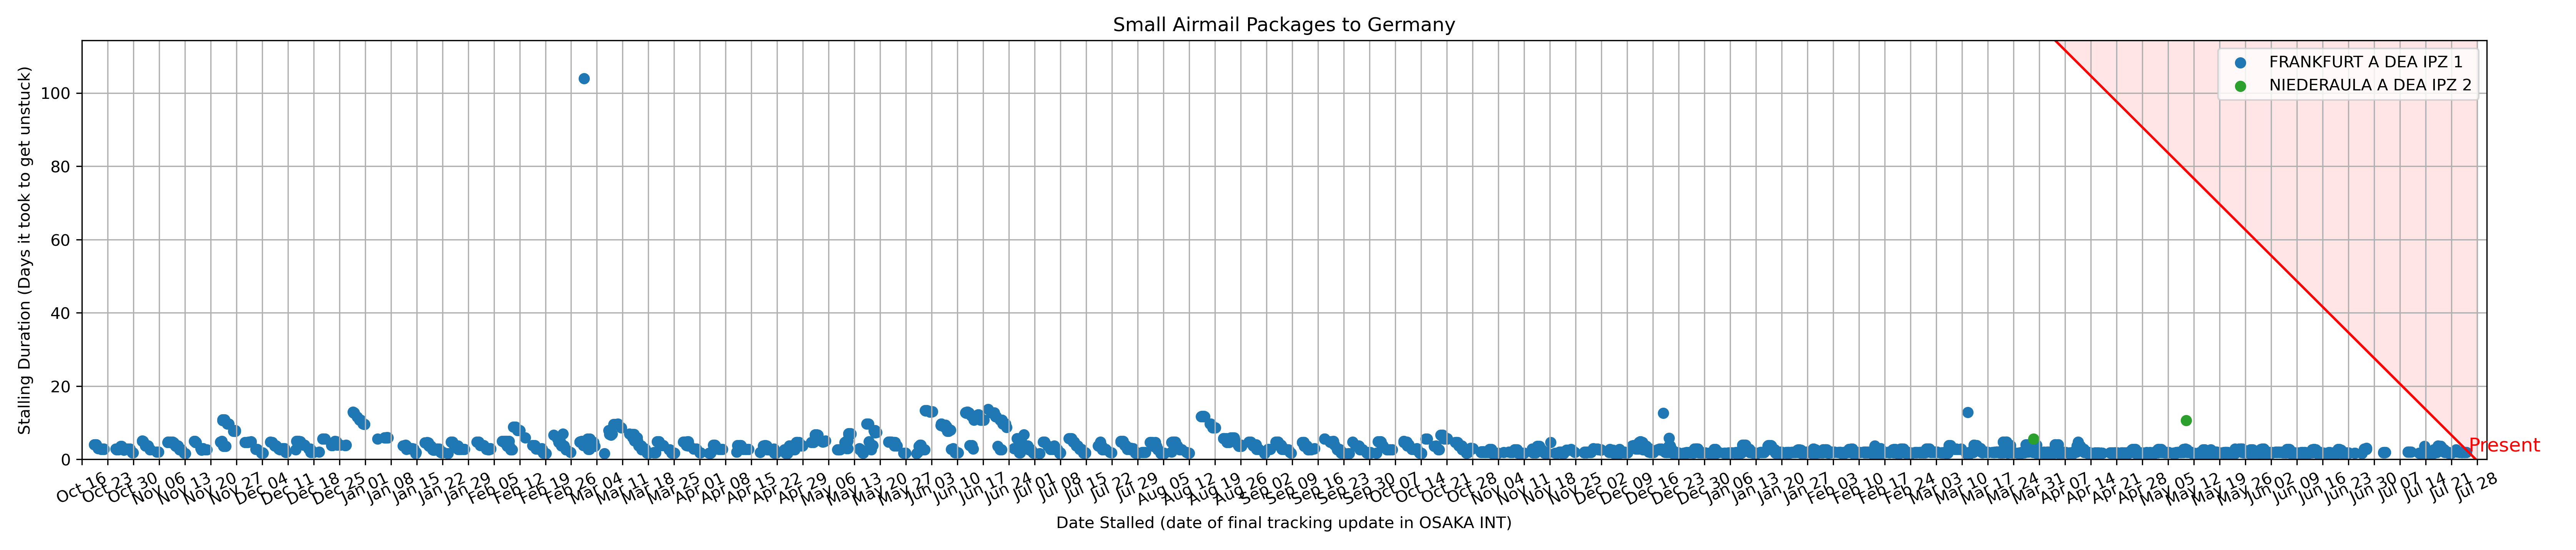 Small Airmail Packages to Germany
FRANKFURT A DEA IPZ 1
NIEDERAULA A DEA IPZ 2
Stalling Duration (Days it took to get unstuck)
100
80
60
40
20
0
Present
Oct 16
Oct 23
Oct 30
Nov 06
Nov 13
Nov 20
Nov 27
Dec 04
Dec 11
Dec 18
Dec 25
Jan 01
Jan 08
Jan 15
Jan 22
Jan 29
Feb 05
Feb 12
Feb 19
Feb 26
Mar 04
Mar 11
Mar 18
Mar 25
Apr 01
Apr 08
Apr 15
Apr 22
Apr 29
May 06
May 13
May 20
May 27
Jun 03
Jun 10
Jun 17
Jun 24
Jul 01
Jul 08
Jul 15
Jul 22
Jul 29
Aug 05
Aug 12
Aug 19
Aug 26
Sep 02
Sep 09
Sep 16
Sep 23
Sep 30
Oct 07
Oct 14
Oct 21
Oct 28
Nov 04
Nov 11
Nov 18
Nov 25
Dec 02
Dec 09
Dec 16
Dec 23
Dec 30
Jan 06
Jan 13
Jan 20
Jan 27
Feb 03
Feb 10
Feb 17
Feb 24
Mar 03
Mar 10
Mar 17
Mar 24
Mar 31
Apr 07
Apr 14
Apr 21
Apr 28
May 05
May 12
May 19
May 26
Jun 02
Jun 09
Jun 16
Jun 23
Jun 30
Jul 07
Jul 14
Jul 21
Jul 28
Date Stalled (date of final tracking update in OSAKA INT)